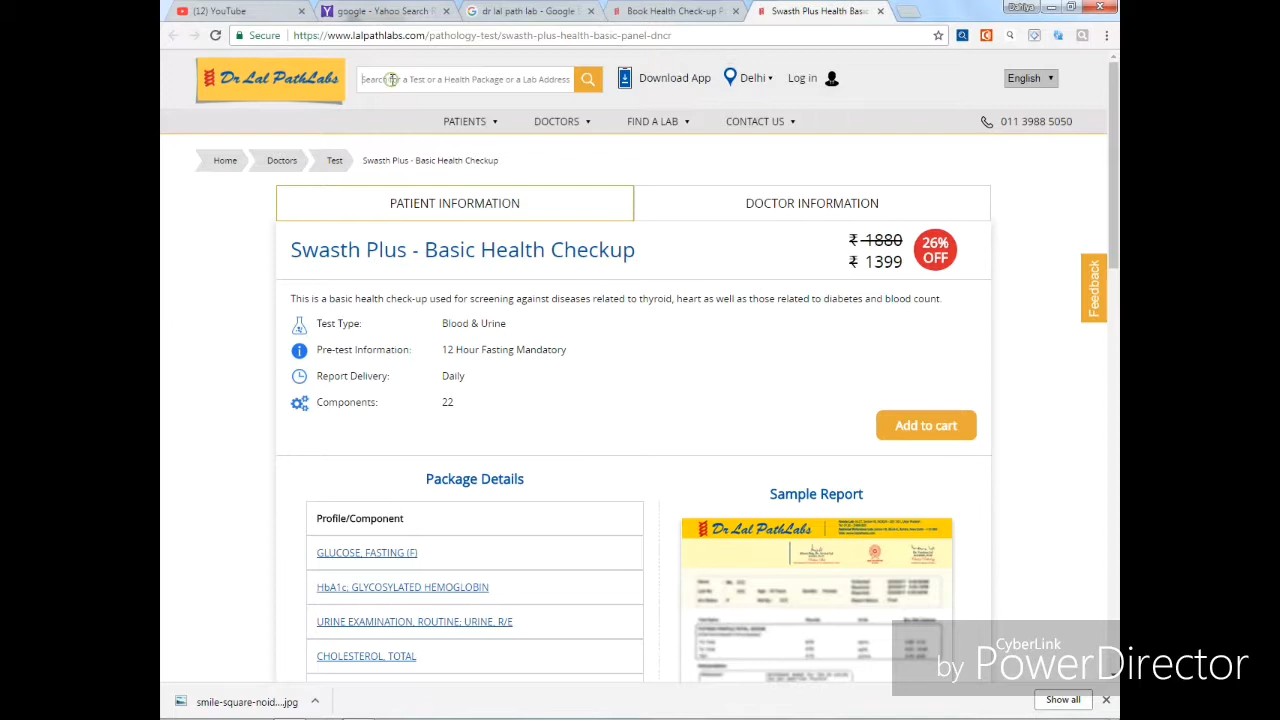 (12) YouTube
google - Yahoo Search R
dr lal path lab - Google S
Book Health Check-up P
Swasth Plus Health Basi
Dahiya
Secure
https://www.lalpathlabs.com/pathology-test/swasth-plus-health-basic-panel-dncr
Dr Lal PathLabs
Search for a Test or a Health Package or a Lab Address
Download App
Delhi
Log in
English
PATIENTS
DOCTORS
FIND A LAB
CONTACT US
011 3988 5050
Home
Doctors
Test
Swasth Plus - Basic Health Checkup
PATIENT INFORMATION
DOCTOR INFORMATION
Swasth Plus - Basic Health Checkup
₹ 1880
₹ 1399
26%
OFF
This is a basic health check-up used for screening against diseases related to thyroid, heart as well as those related to diabetes and blood count.
Test Type: Blood & Urine
Pre-test Information: 12 Hour Fasting Mandatory
Report Delivery: Daily
Components: 22
Add to cart
Feedback
Package Details
Profile/Component
GLUCOSE, FASTING (F)
HbA1c; GLYCOSYLATED HEMOGLOBIN
URINE EXAMINATION, ROUTINE; URINE, R/E
CHOLESTEROL, TOTAL
Sample Report
Dr Lal PathLabs
CyberLink
by PowerDirector
smile-square-noid....jpg
Show all